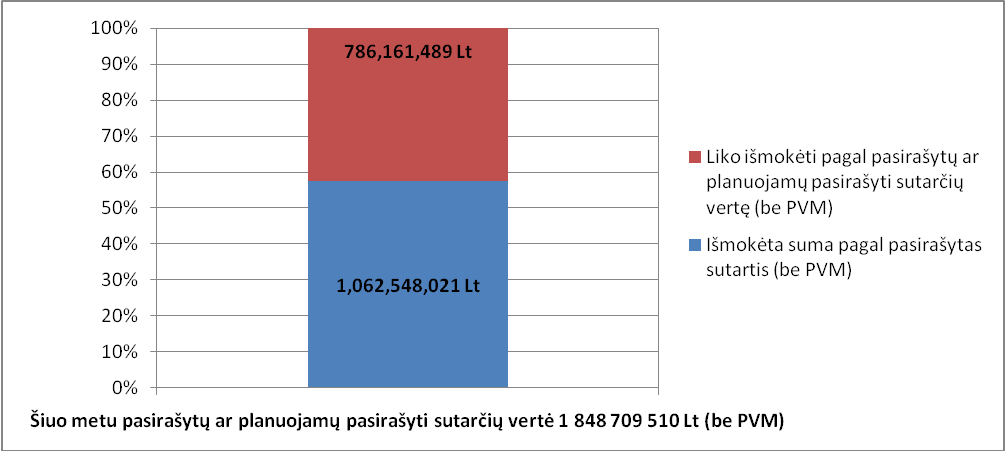 100%
90%
80%
70%
60%
50%
40%
30%
20%
10%
0%
786,161,489 Lt
1,062,548,021 Lt
Liko išmokėti pagal pasirašytų ar
planuojamų pasirašyti sutarčių
vertę (be PVM)
Išmokėta suma pagal pasirašytas
sutartis (be PVM)
Šiuo metu pasirašytų ar planuojamų pasirašyti sutarčių vertė 1 848 709 510 Lt (be PVM)